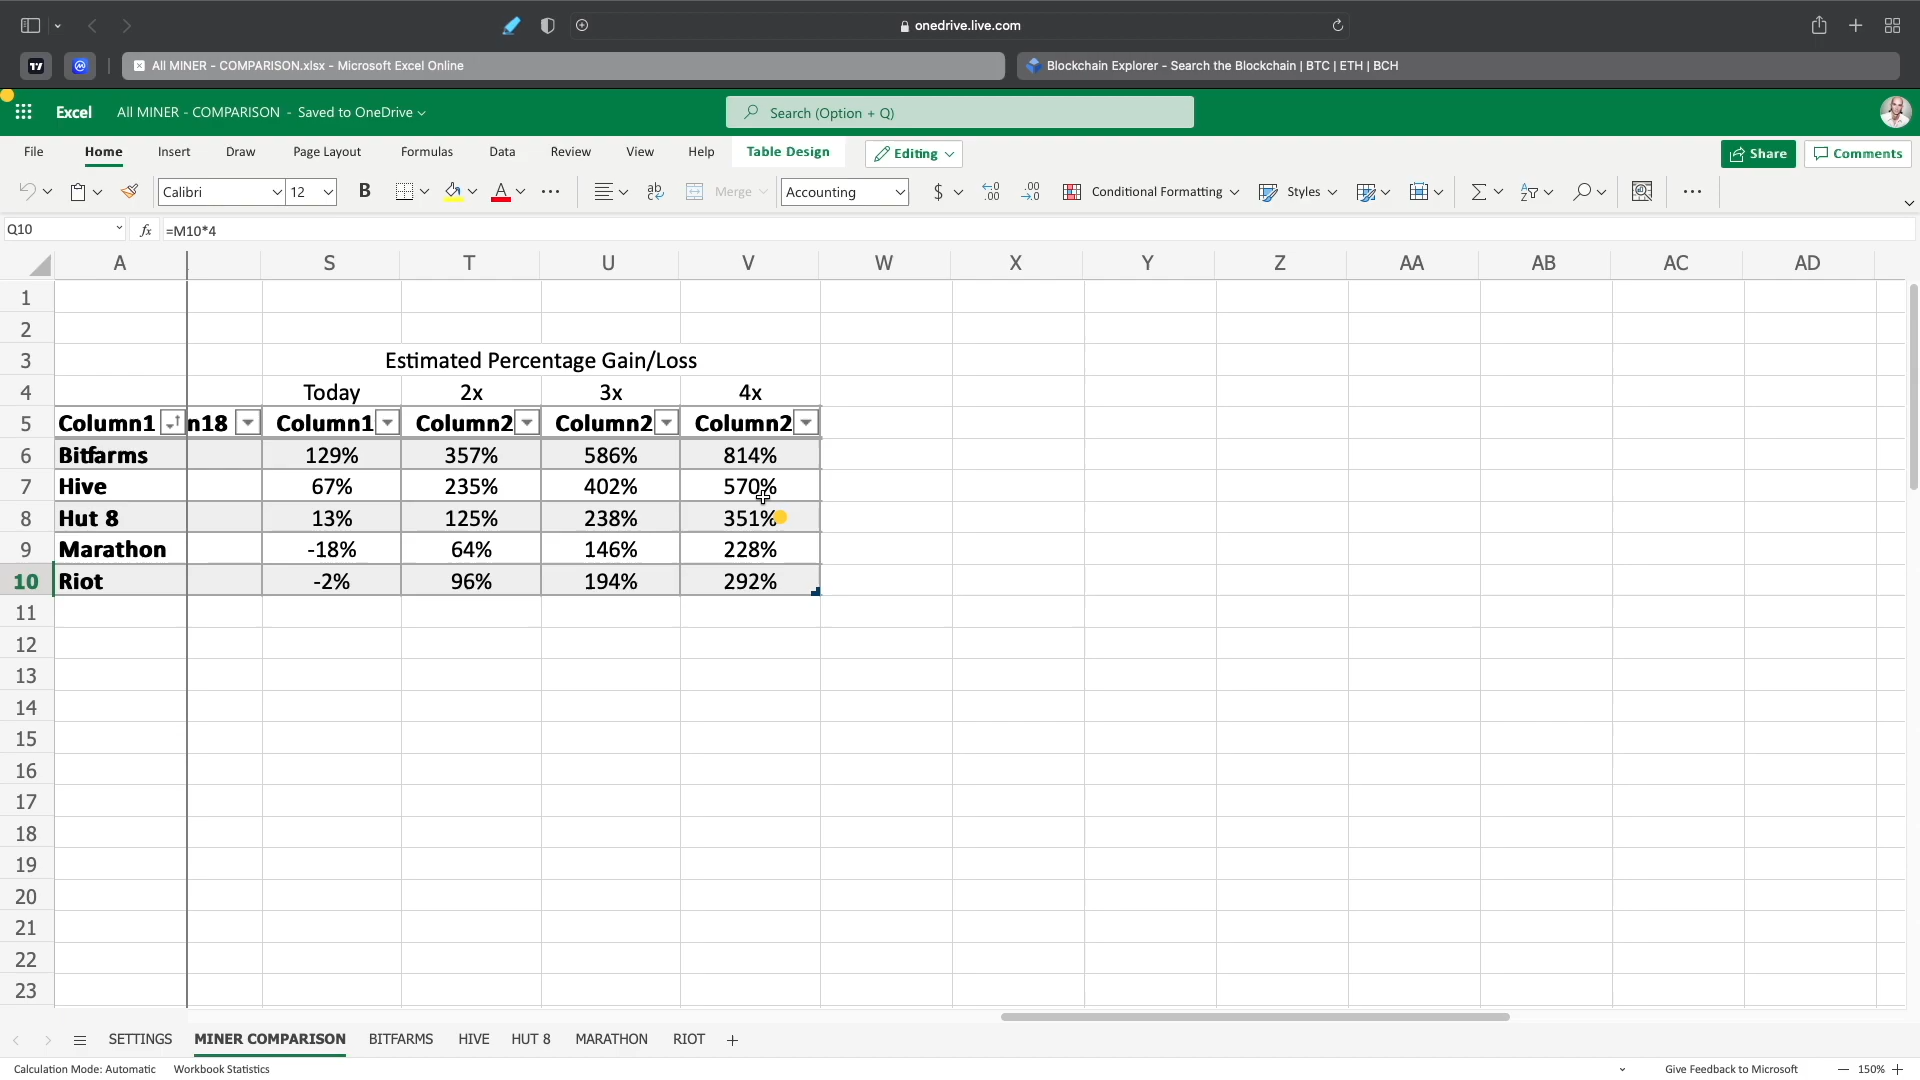 onedrive.live.com
All MINER - COMPARISON.xlsx - Microsoft Excel Online
Blockchain Explorer - Search the Blockchain | BTC | ETH | BCH
Excel All MINER - COMPARISON - Saved to OneDrive
Search (Option + Q)
File Home Insert Draw Page Layout Formulas Data Review View Help Table Design Editing Share Comments
Calibri 12 B A Merge Accounting $ Conditional Formatting Styles
Q10 fx =M10*4
A S T U V W X Y Z AA AB AC AD
1
2
3 Estimated Percentage Gain/Loss
4 Today 2x 3x 4x
5 Column1 n18 Column1 Column2 Column2 Column2
6 Bitfarms 129% 357% 586% 814%
7 Hive 67% 235% 402% 570%
8 Hut 8 13% 125% 238% 351%
9 Marathon -18% 64% 146% 228%
10 Riot -2% 96% 194% 292%
11
12
13
14
15
16
17
18
19
20
21
22
23
SETTINGS MINER COMPARISON BITFARMS HIVE HUT 8 MARATHON RIOT
Calculation Mode: Automatic Workbook Statistics Give Feedback to Microsoft 150%